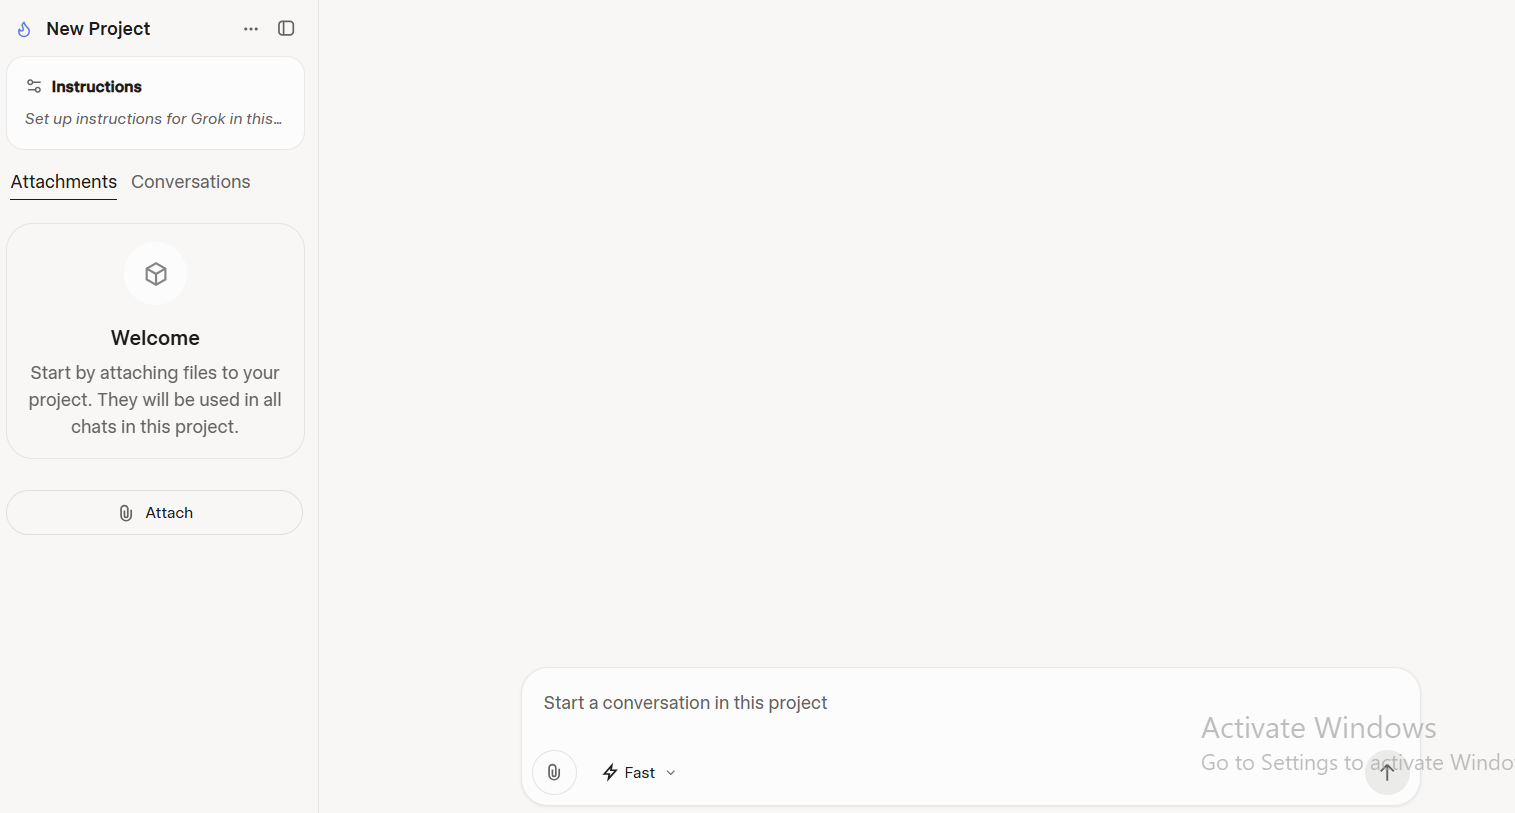 New Project
Instructions
Set up instructions for Grok in this...
Attachments Conversations
Welcome
Start by attaching files to your
project. They will be used in all
chats in this project.
Attach
Start a conversation in this project
Fast
Activate Windows
Go to Settings to activate Windo